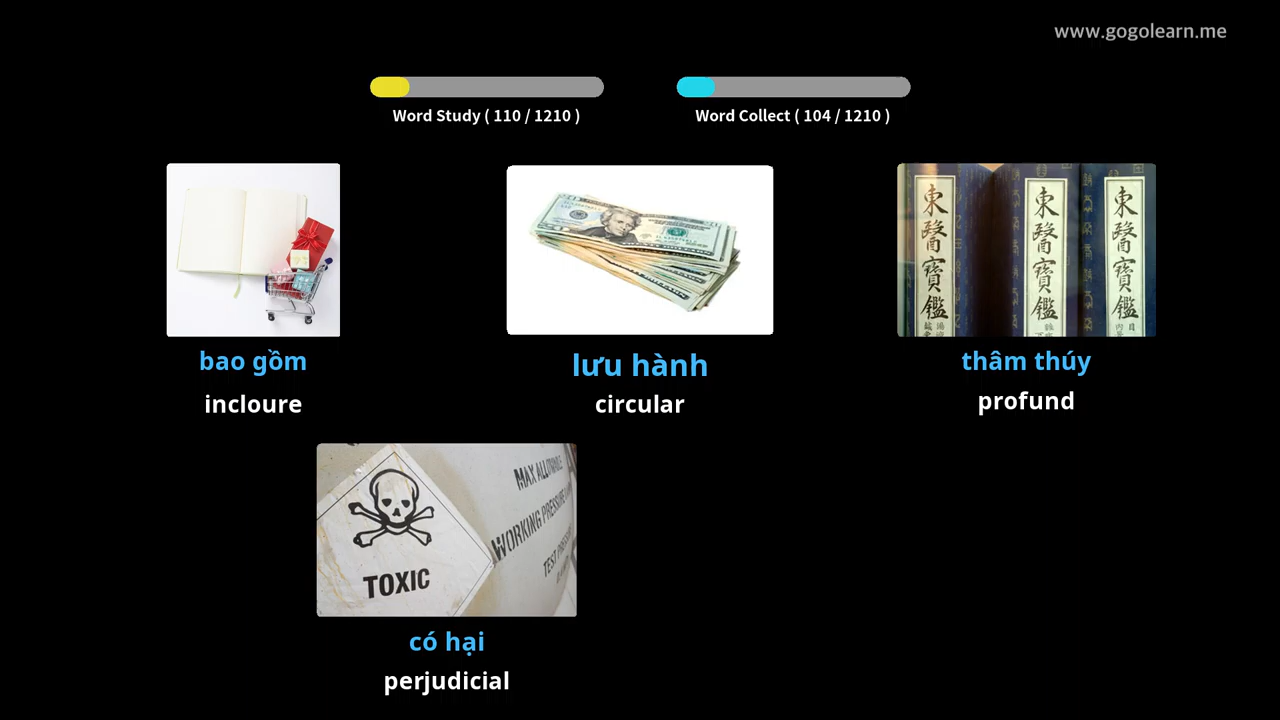 www.gogolearn.me
Word Study ( 110 / 1210 )
Word Collect ( 104 / 1210 )
東醫寶鑑
東醫寶鑑
東醫寶鑑
bao gồm
lưu hành
thâm thúy
incloure
circular
profund
MAX ALLOWABLE
WORKING PRESSURE
TEST
TOXIC
có hại
perjudicial